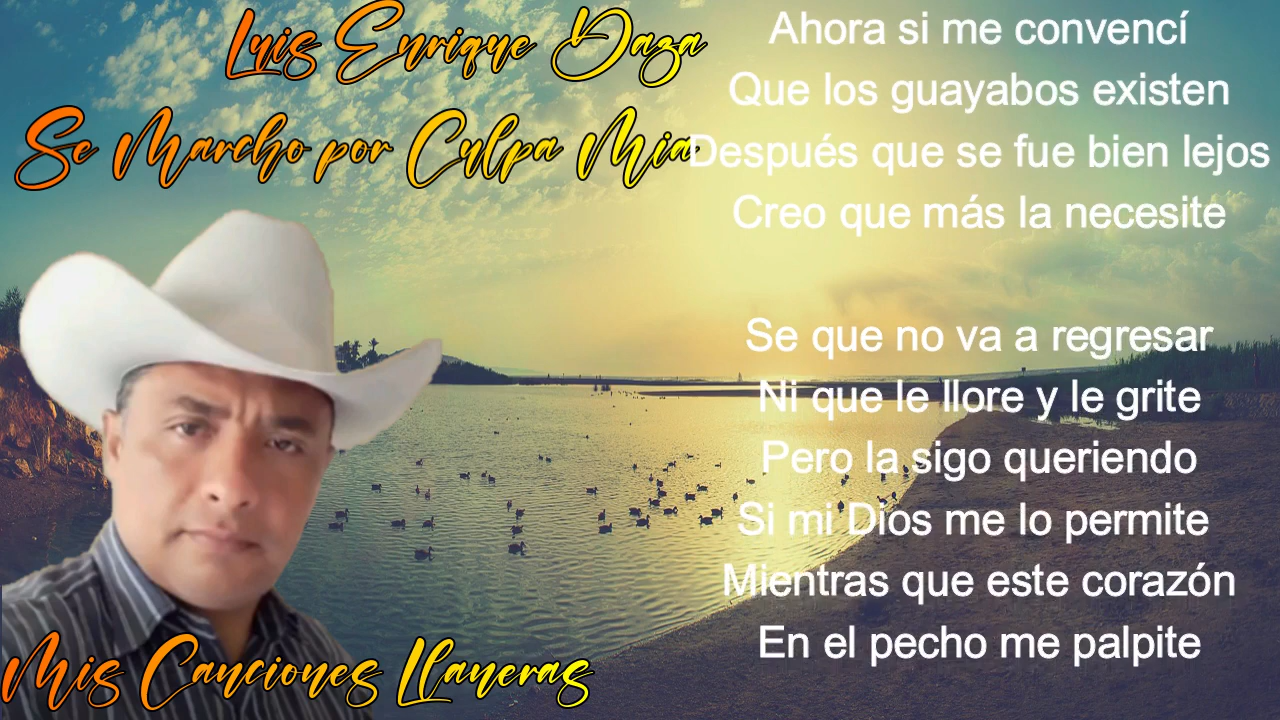 Luis Enrique Daza
Se Marcho por Culpa Mia
Ahora si me convencí
Que los guayabos existen
Después que se fue bien lejos
Creo que más la necesite
Se que no va a regresar
Ni que le llore y le grite
Pero la sigo queriendo
Si mi Dios me lo permite
Mientras que este corazón
En el pecho me palpite
Mis Canciones Llaneras